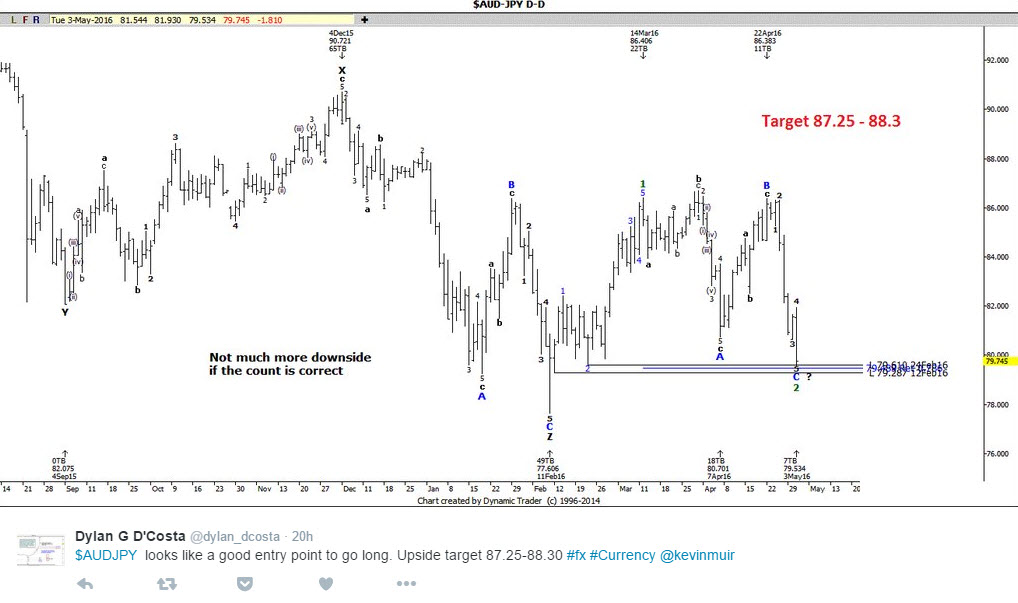 $AUD-JPY D-D
L F R Tue 3-May-2016 81.544 81.930 79.534 79.745 -1.810
4Dec15
90.721
65TB
14Mar16
86.406
22TB
22Apr16
86.383
11TB
92.000
90.000
88.000
86.000
84.000
82.000
80.000
79.745
78.000
76.000
Target 87.25 - 88.3
X
c
5
2
1
3
4
5
a
b
1
2
3
4
a
c
b
1
2
Y
(i)
(ii)
(iii)
(iv)
(v)
a
b
1
2
(i)
(ii)
(iii)
(iv)
3
(v)
4
B
c
2
1
a
b
3
4
5
c
A
4
3
5
C
Z
1
2
3
4
1
5
a
a
b
b
c
2
1
(i)
(ii)
(iii)
(iv)
(v)
3
4
5
c
A
a
b
B
c
2
1
3
4
5
C ?
2
L 79.610 24Feb16
L 79.287 12Feb16
Not much more downside
if the count is correct
0TB
82.075
4Sep15
49TB
77.606
11Feb16
18TB
80.701
7Apr16
7TB
79.534
3May16
14 21 28 Sep 11 18 25 Oct 9 16 23 30 Nov 13 20 27 Dec 11 18 25 Jan 8 15 22 29 Feb 12 19 26 Mar 11 18 25 Apr 8 15 22 29 May 13 20
Chart created by Dynamic Trader (c) 1996-2014
Dylan G D'Costa @dylan_dcosta · 20h
$AUDJPY looks like a good entry point to go long. Upside target 87.25-88.30 #fx #Currency @kevinmuir